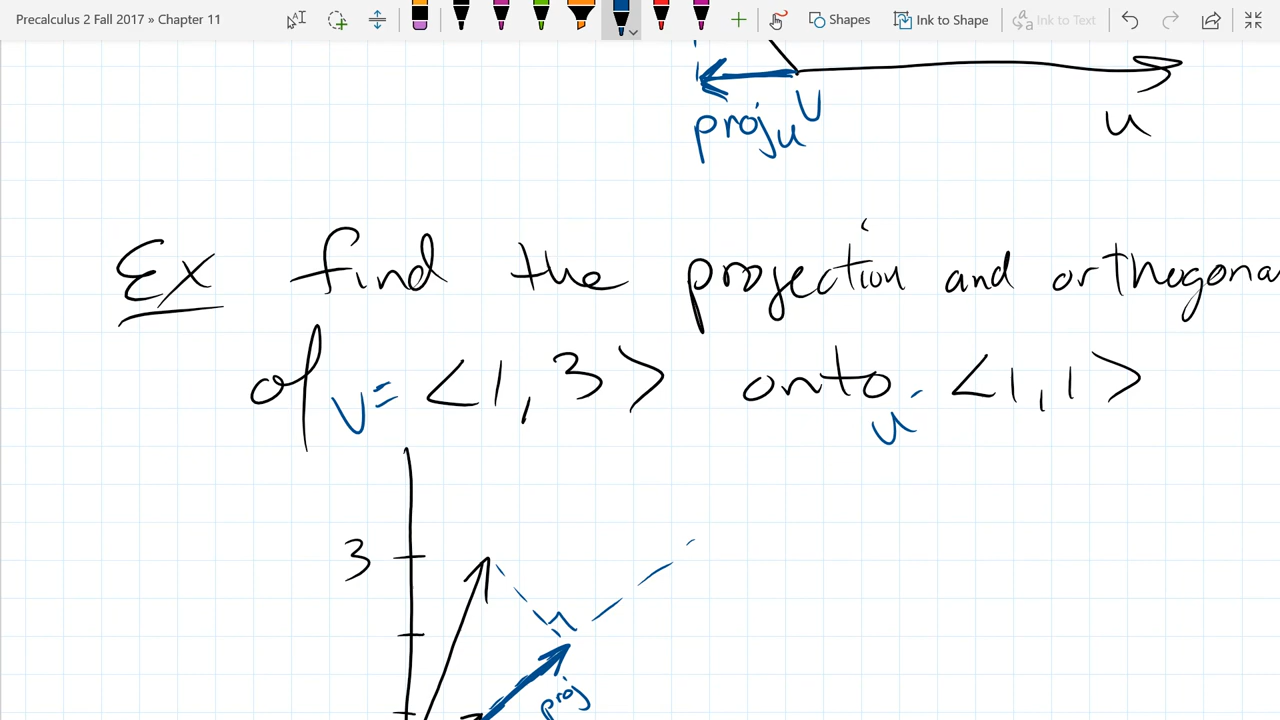 Precalculus 2 Fall 2017 » Chapter 11
Shapes
Ink to Shape
Ink to Text
proj u V
u
Ex find the projection and orthogona
of V = <1, 3> onto u = <1, 1>
3
proj